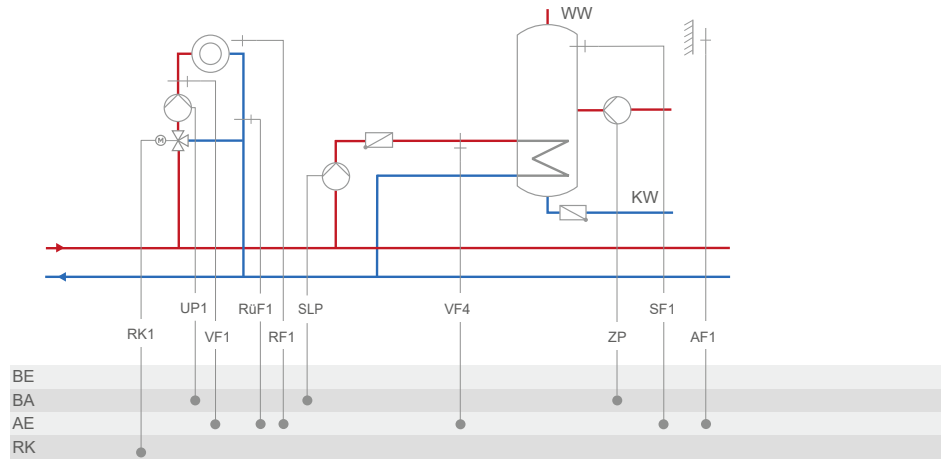 WW
M
KW
UP1 RüF1 SLP VF4 SF1
RK1 VF1 RF1 ZP AF1
BE
BA
AE
RK